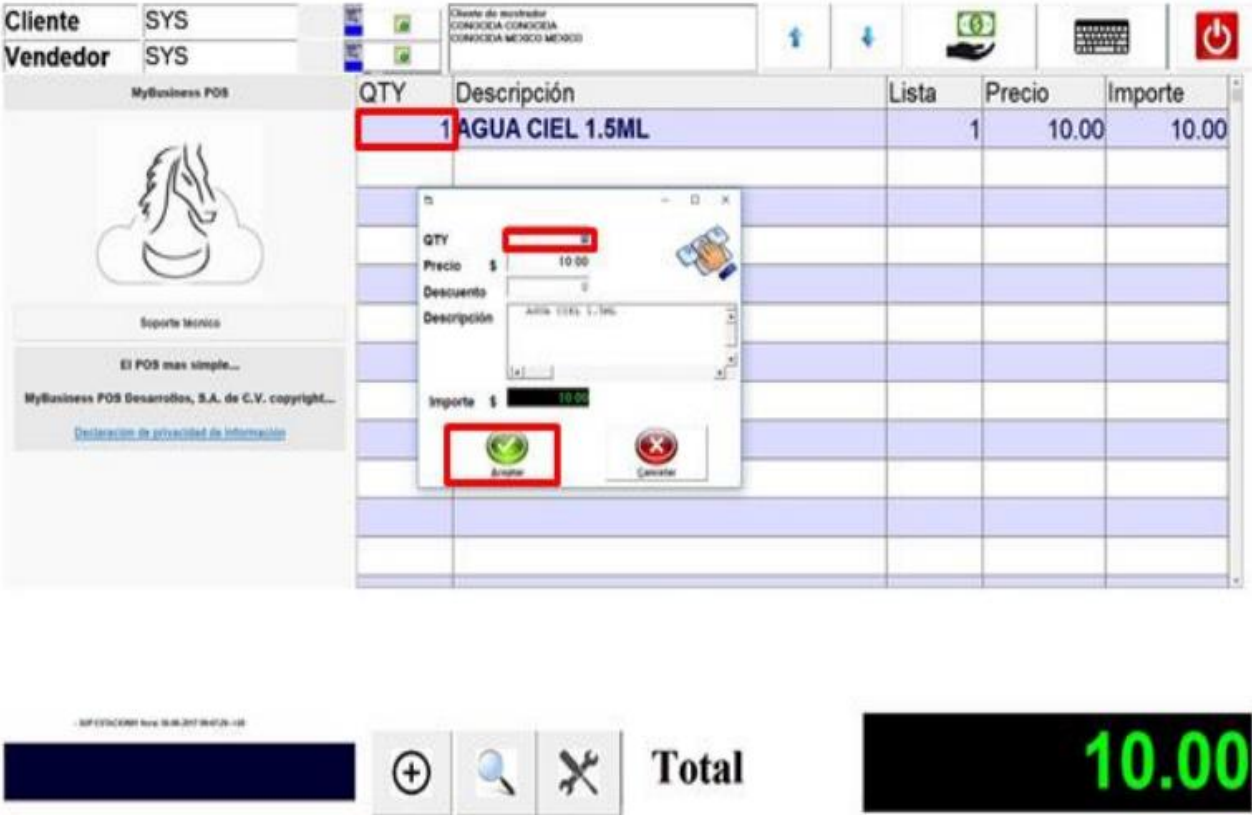 Cliente SYS
Vendedor SYS
Cliente de mostrador
CONOCIDA CONOCIDA
CONOCIDA MEXICO MEXICO
MyBusiness POS
Soporte técnico
El POS mas simple...
MyBusiness POS Desarrollos, S.A. de C.V. copyright...
Declaración de privacidad de información
QTY Descripción Lista Precio Importe
1 AGUA CIEL 1.5ML 1 10.00 10.00
QTY
Precio $ 10.00
Descuento 0
Descripción AGUA CIEL 1.5ML
Importe $ 10.00
Aceptar Cancelar
Total 10.00